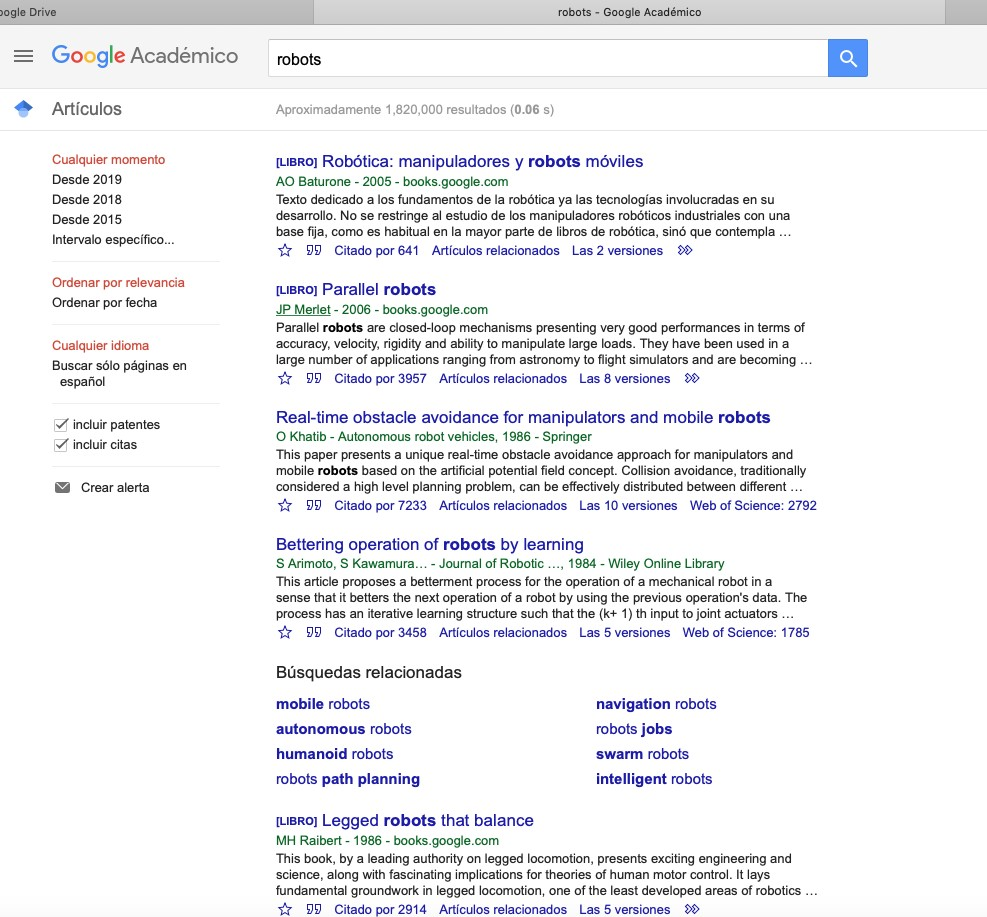 oogle Drive
robots - Google Académico
Google Académico
robots
Artículos
Aproximadamente 1,820,000 resultados (0.06 s)
Cualquier momento
Desde 2019
Desde 2018
Desde 2015
Intervalo específico...
Ordenar por relevancia
Ordenar por fecha
Cualquier idioma
Buscar sólo páginas en
español
incluir patentes
incluir citas
Crear alerta
[LIBRO] Robótica: manipuladores y robots móviles
AO Baturone - 2005 - books.google.com
Texto dedicado a los fundamentos de la robótica ya las tecnologías involucradas en su
desarrollo. No se restringe al estudio de los manipuladores robóticos industriales con una
base fija, como es habitual en la mayor parte de libros de robótica, sinó que contempla …
Citado por 641 Artículos relacionados Las 2 versiones
[LIBRO] Parallel robots
JP Merlet - 2006 - books.google.com
Parallel robots are closed-loop mechanisms presenting very good performances in terms of
accuracy, velocity, rigidity and ability to manipulate large loads. They have been used in a
large number of applications ranging from astronomy to flight simulators and are becoming …
Citado por 3957 Artículos relacionados Las 8 versiones
Real-time obstacle avoidance for manipulators and mobile robots
O Khatib - Autonomous robot vehicles, 1986 - Springer
This paper presents a unique real-time obstacle avoidance approach for manipulators and
mobile robots based on the artificial potential field concept. Collision avoidance, traditionally
considered a high level planning problem, can be effectively distributed between different …
Citado por 7233 Artículos relacionados Las 10 versiones Web of Science: 2792
Bettering operation of robots by learning
S Arimoto, S Kawamura… - Journal of Robotic …, 1984 - Wiley Online Library
This article proposes a betterment process for the operation of a mechanical robot in a
sense that it betters the next operation of a robot by using the previous operation's data. The
process has an iterative learning structure such that the (k+ 1) th input to joint actuators …
Citado por 3458 Artículos relacionados Las 5 versiones Web of Science: 1785
Búsquedas relacionadas
mobile robots
navigation robots
autonomous robots
robots jobs
humanoid robots
swarm robots
robots path planning
intelligent robots
[LIBRO] Legged robots that balance
MH Raibert - 1986 - books.google.com
This book, by a leading authority on legged locomotion, presents exciting engineering and
science, along with fascinating implications for theories of human motor control. It lays
fundamental groundwork in legged locomotion, one of the least developed areas of robotics …
Citado por 2914 Artículos relacionados Las 5 versiones